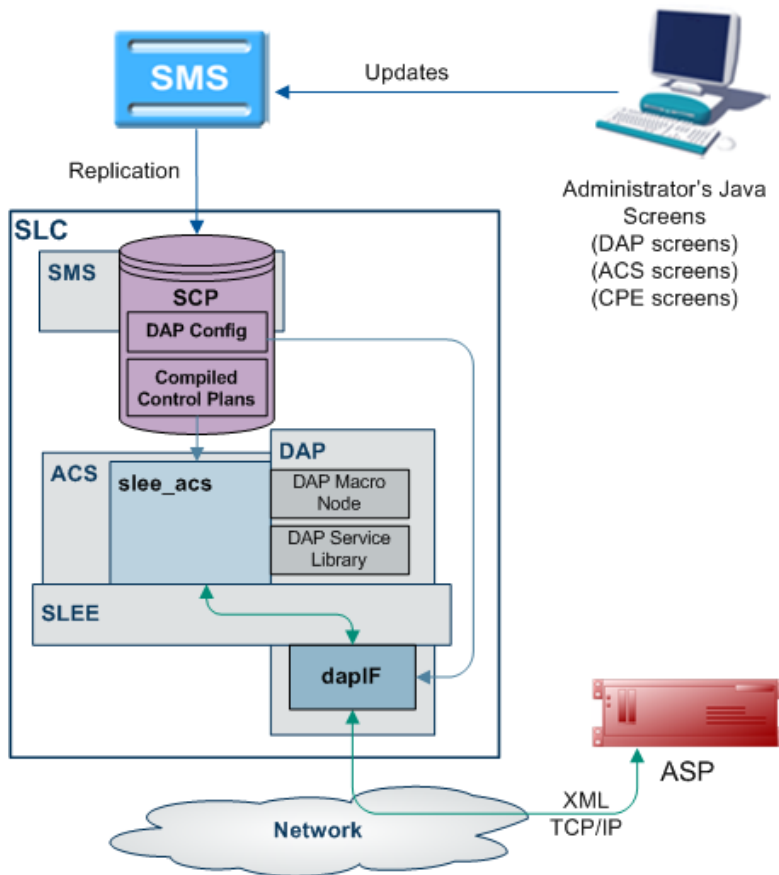 SMS
Updates
Replication
Administrator's Java
Screens
(DAP screens)
(ACS screens)
(CPE screens)
SLC
SMS
SCP
DAP Config
Compiled
Control Plans
DAP
ACS
slee_acs
DAP Macro
Node
DAP Service
Library
SLEE
dapIF
ASP
XML
TCP/IP
Network